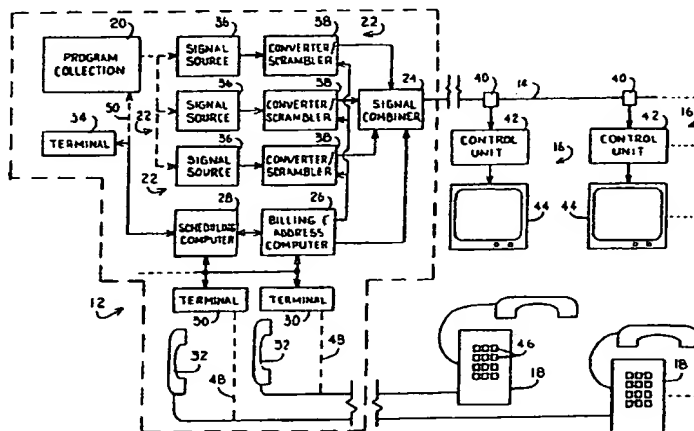 20
36
38
22
PROGRAM
COLLECTION
SIGNAL
SOURCE
CONVERTER/
SCRAMBLER
24
40
14
40
34
50
22
36
SIGNAL
SOURCE
38
CONVERTER/
SCRAMBLER
SIGNAL
COMBINER
42
42
16
TERMINAL
36
38
CONTROL
UNIT
16
CONTROL
UNIT
22
SIGNAL
SOURCE
CONVERTER/
SCRAMBLER
28
26
44
44
SCHEDULING
COMPUTER
BILLING &
ADDRESS
COMPUTER
12
TERMINAL
TERMINAL
30
30
32
48
32
48
46
18
18